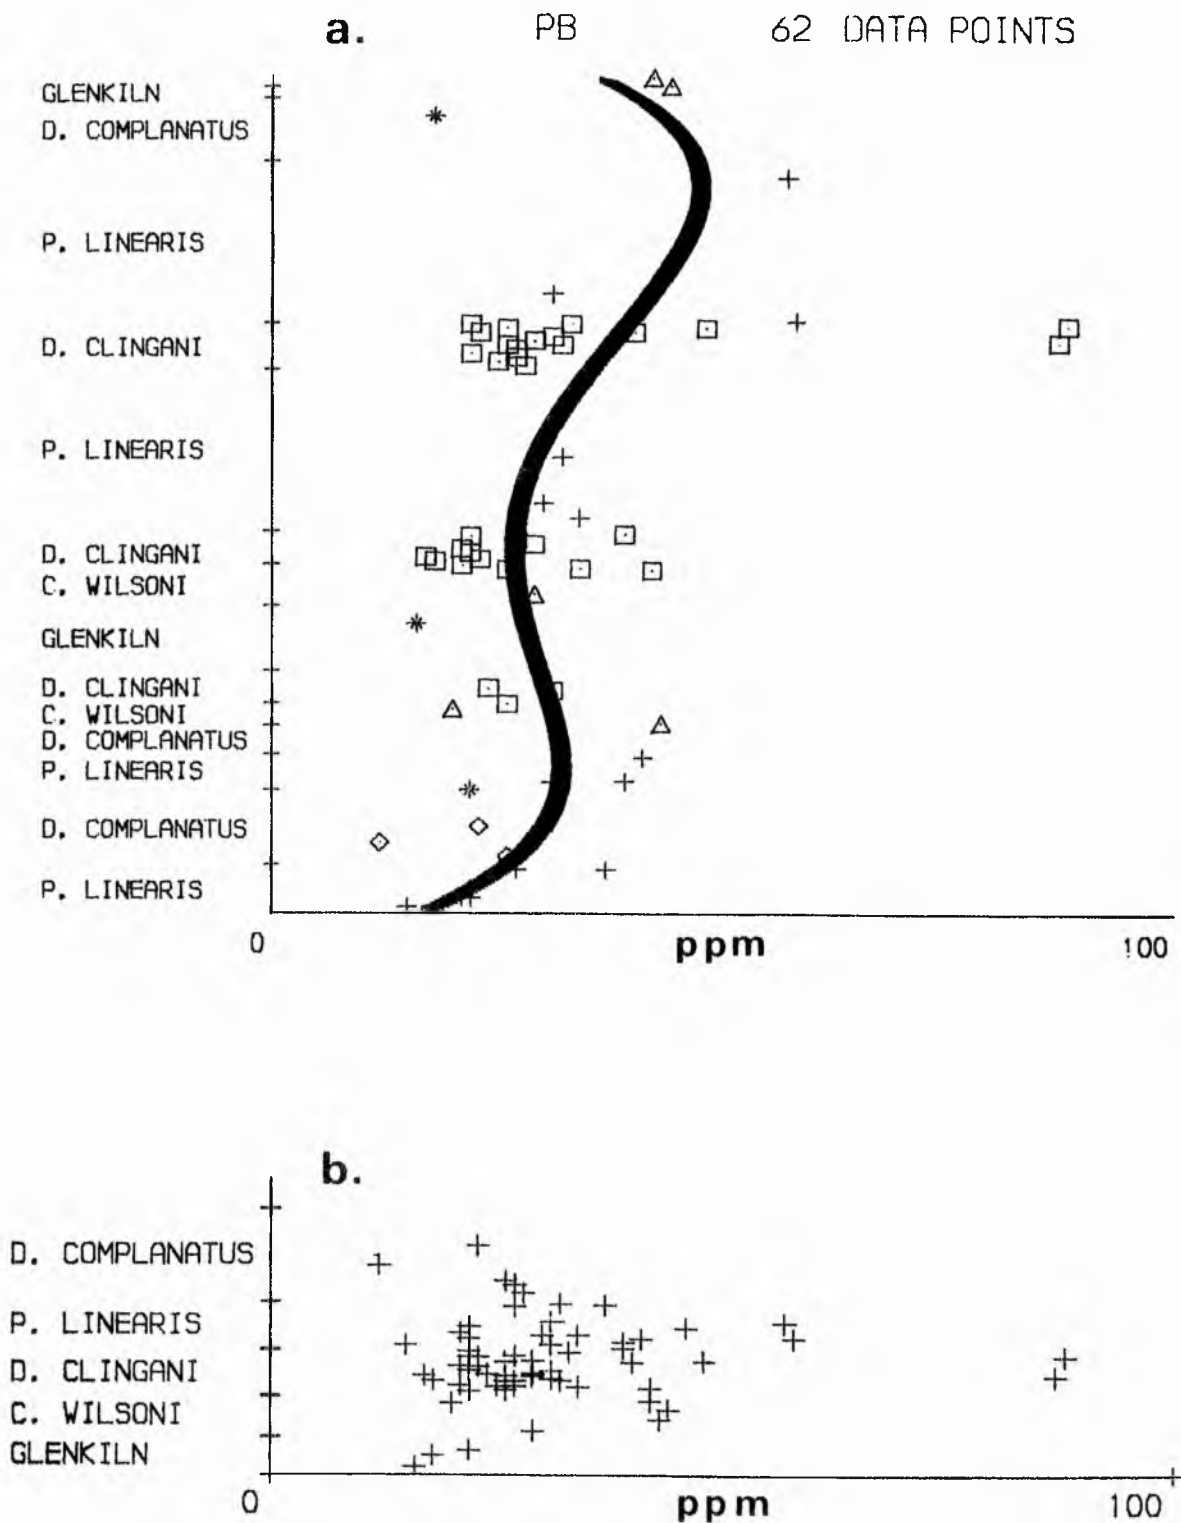 a. PB 62 DATA POINTS
GLENKILN
D. COMPLANATUS
P. LINEARIS
D. CLINGANI
P. LINEARIS
D. CLINGANI
C. WILSONI
GLENKILN
D. CLINGANI
C. WILSONI
D. COMPLANATUS
P. LINEARIS
D. COMPLANATUS
P. LINEARIS
0 ppm 100
b.
D. COMPLANATUS
P. LINEARIS
D. CLINGANI
C. WILSONI
GLENKILN
0 ppm 100